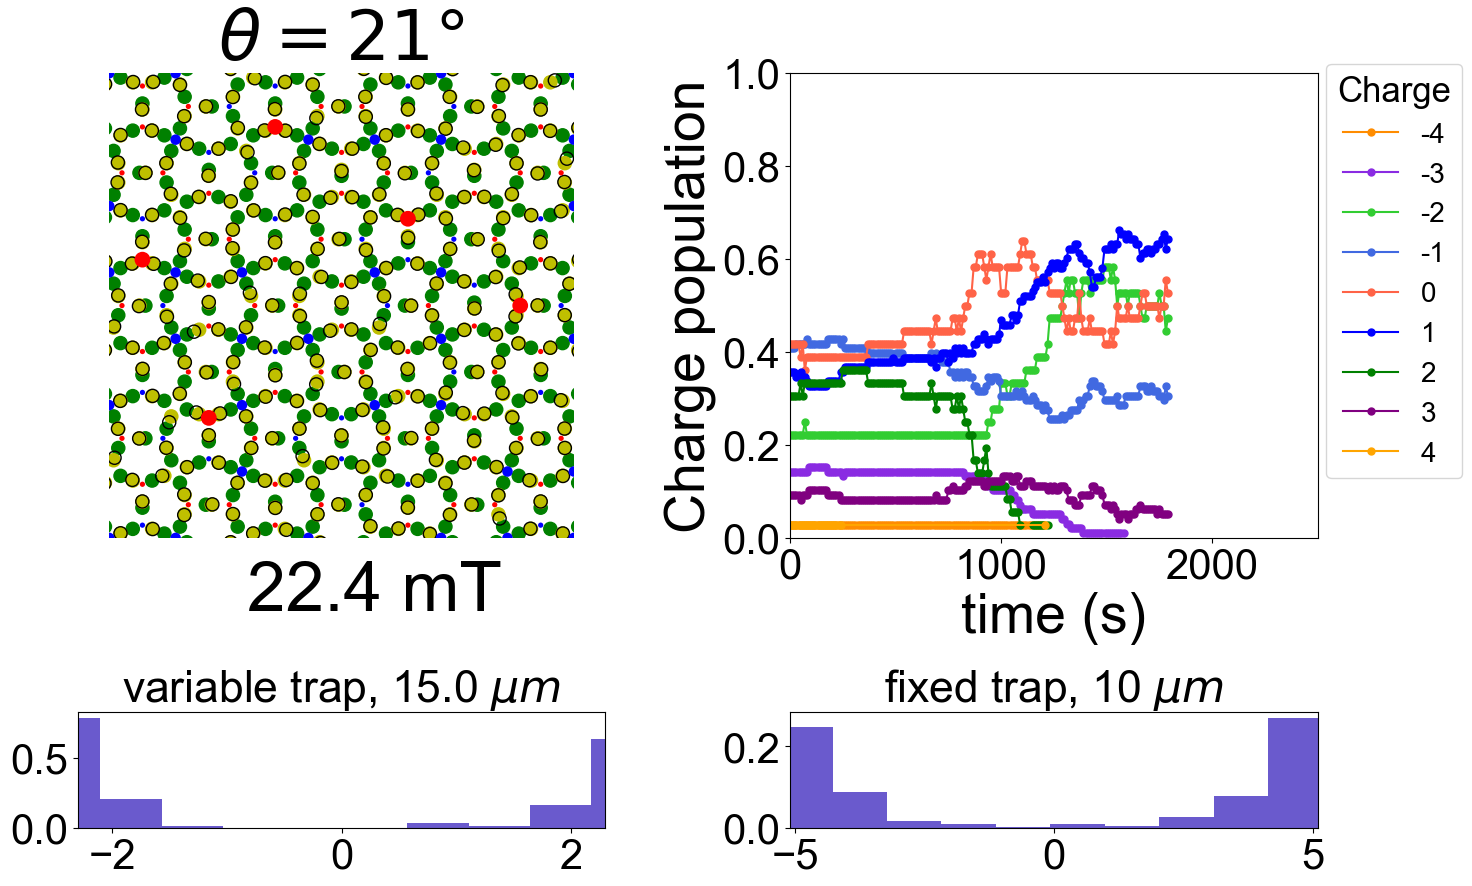 θ = 21°
22.4 mT
Charge population
1.0
0.8
0.6
0.4
0.2
0.0
0 1000 2000
time (s)
Charge
-4
-3
-2
-1
0
1
2
3
4
variable trap, 15.0 μm
0.5
0.0
−2 0 2
fixed trap, 10 μm
0.2
0.0
−5 0 5